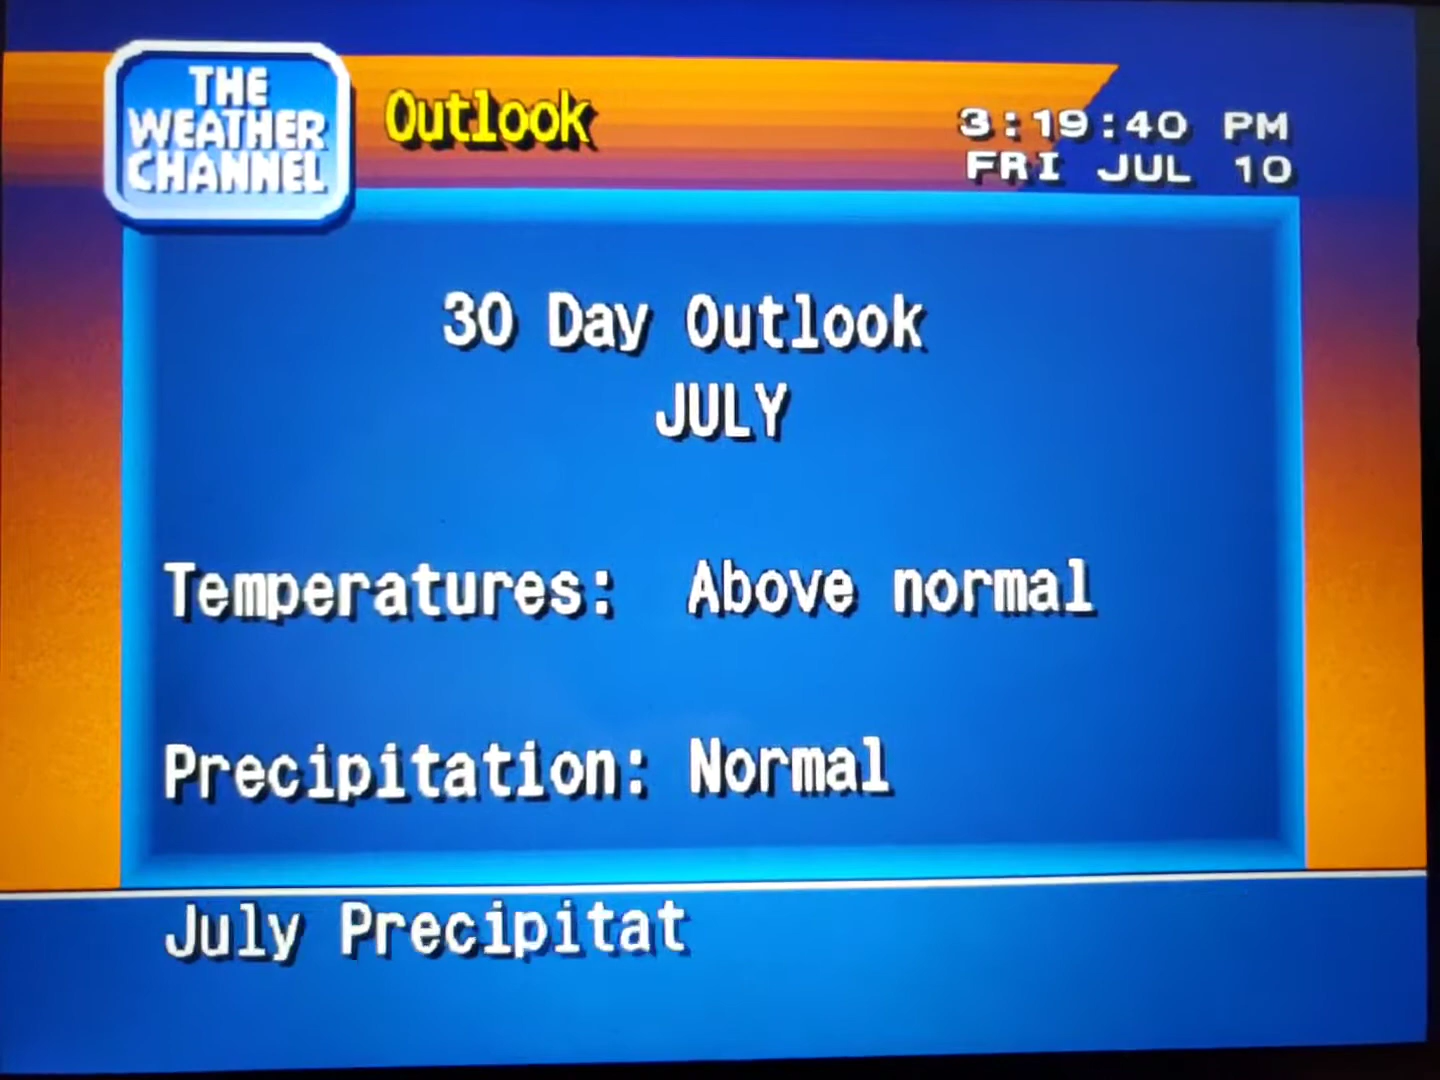 THE
WEATHER
CHANNEL
Outlook
3:19:40 PM
FRI JUL 10
30 Day Outlook
JULY
Temperatures: Above normal
Precipitation: Normal
July Precipitat